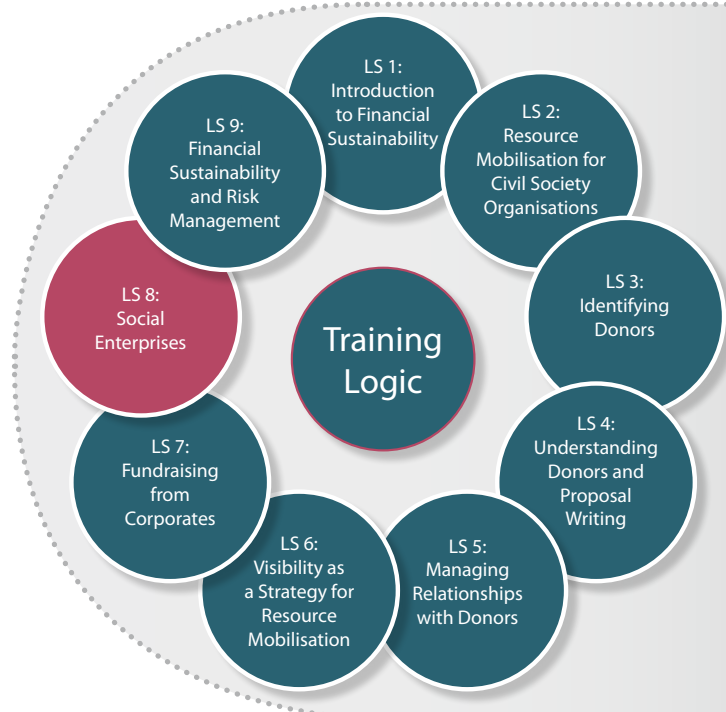 LS 1:
Introduction
to Financial
Sustainability
LS 2:
Resource
Mobilisation for
Civil Society
Organisations
LS 3:
Identifying
Donors
LS 4:
Understanding
Donors and
Proposal
Writing
LS 5:
Managing
Relationships
with Donors
LS 6:
Visibility as
a Strategy for
Resource
Mobilisation
LS 7:
Fundraising
from
Corporates
LS 8:
Social
Enterprises
LS 9:
Financial
Sustainability
and Risk
Management
Training
Logic